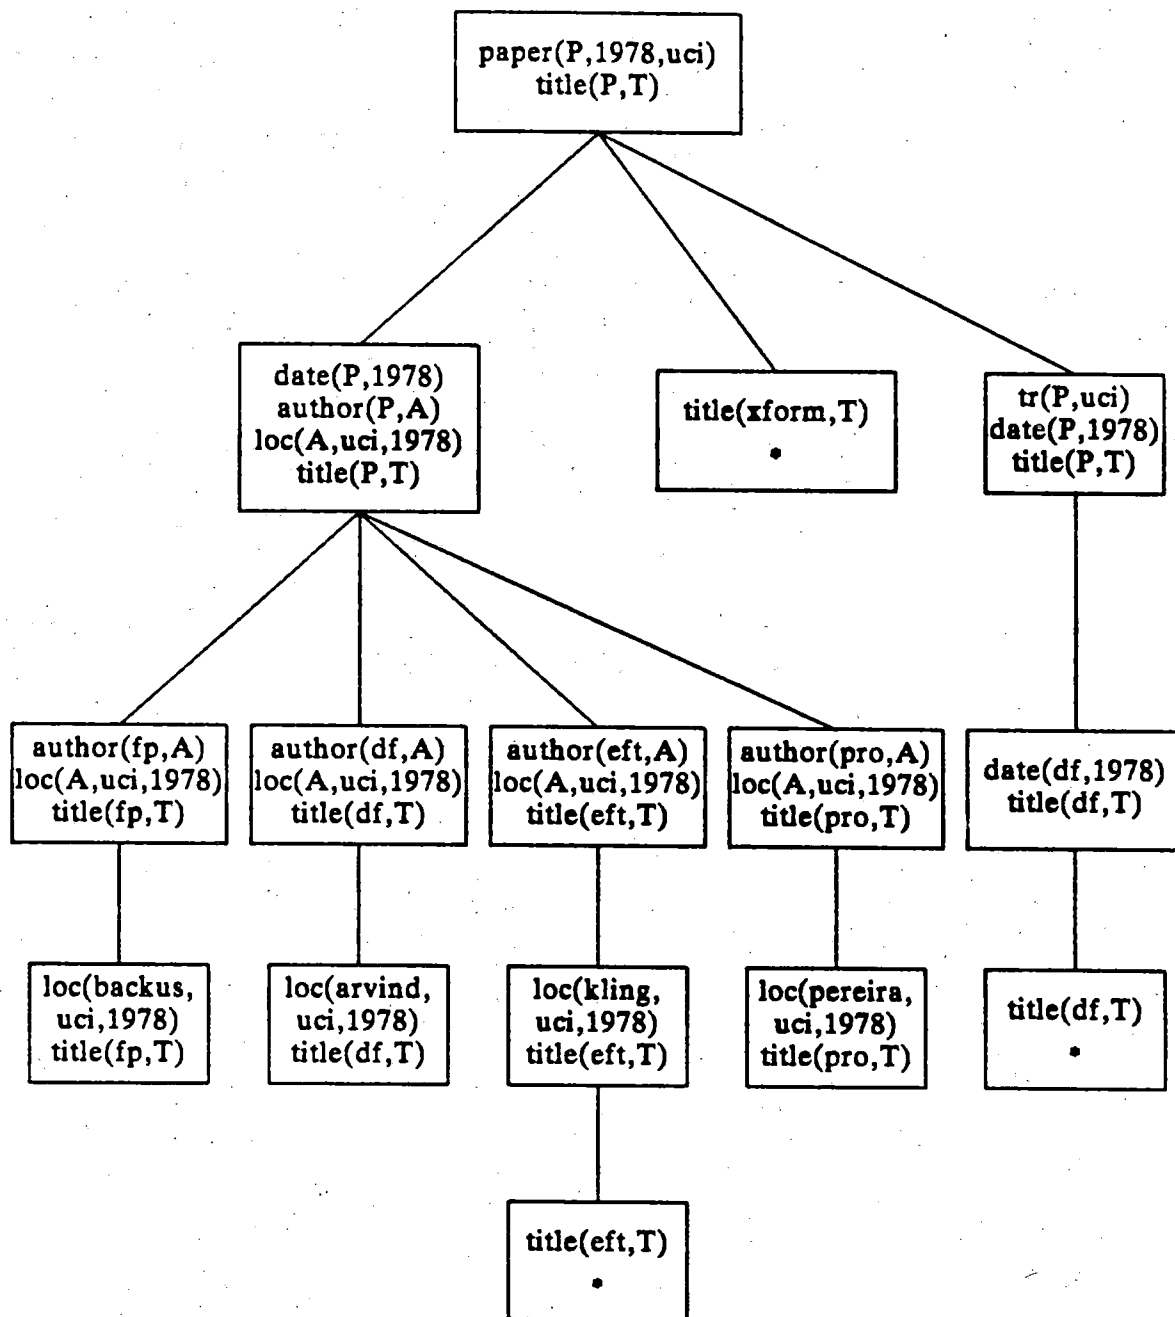 paper(P,1978,uci)
title(P,T)
date(P,1978)
author(P,A)
loc(A,uci,1978)
title(P,T)
title(xform,T)
*
tr(P,uci)
date(P,1978)
title(P,T)
author(fp,A)
loc(A,uci,1978)
title(fp,T)
author(df,A)
loc(A,uci,1978)
title(df,T)
author(eft,A)
loc(A,uci,1978)
title(eft,T)
author(pro,A)
loc(A,uci,1978)
title(pro,T)
date(df,1978)
title(df,T)
loc(backus,
uci,1978)
title(fp,T)
loc(arvind,
uci,1978)
title(df,T)
loc(kling,
uci,1978)
title(eft,T)
loc(pereira,
uci,1978)
title(pro,T)
title(df,T)
*
title(eft,T)
*